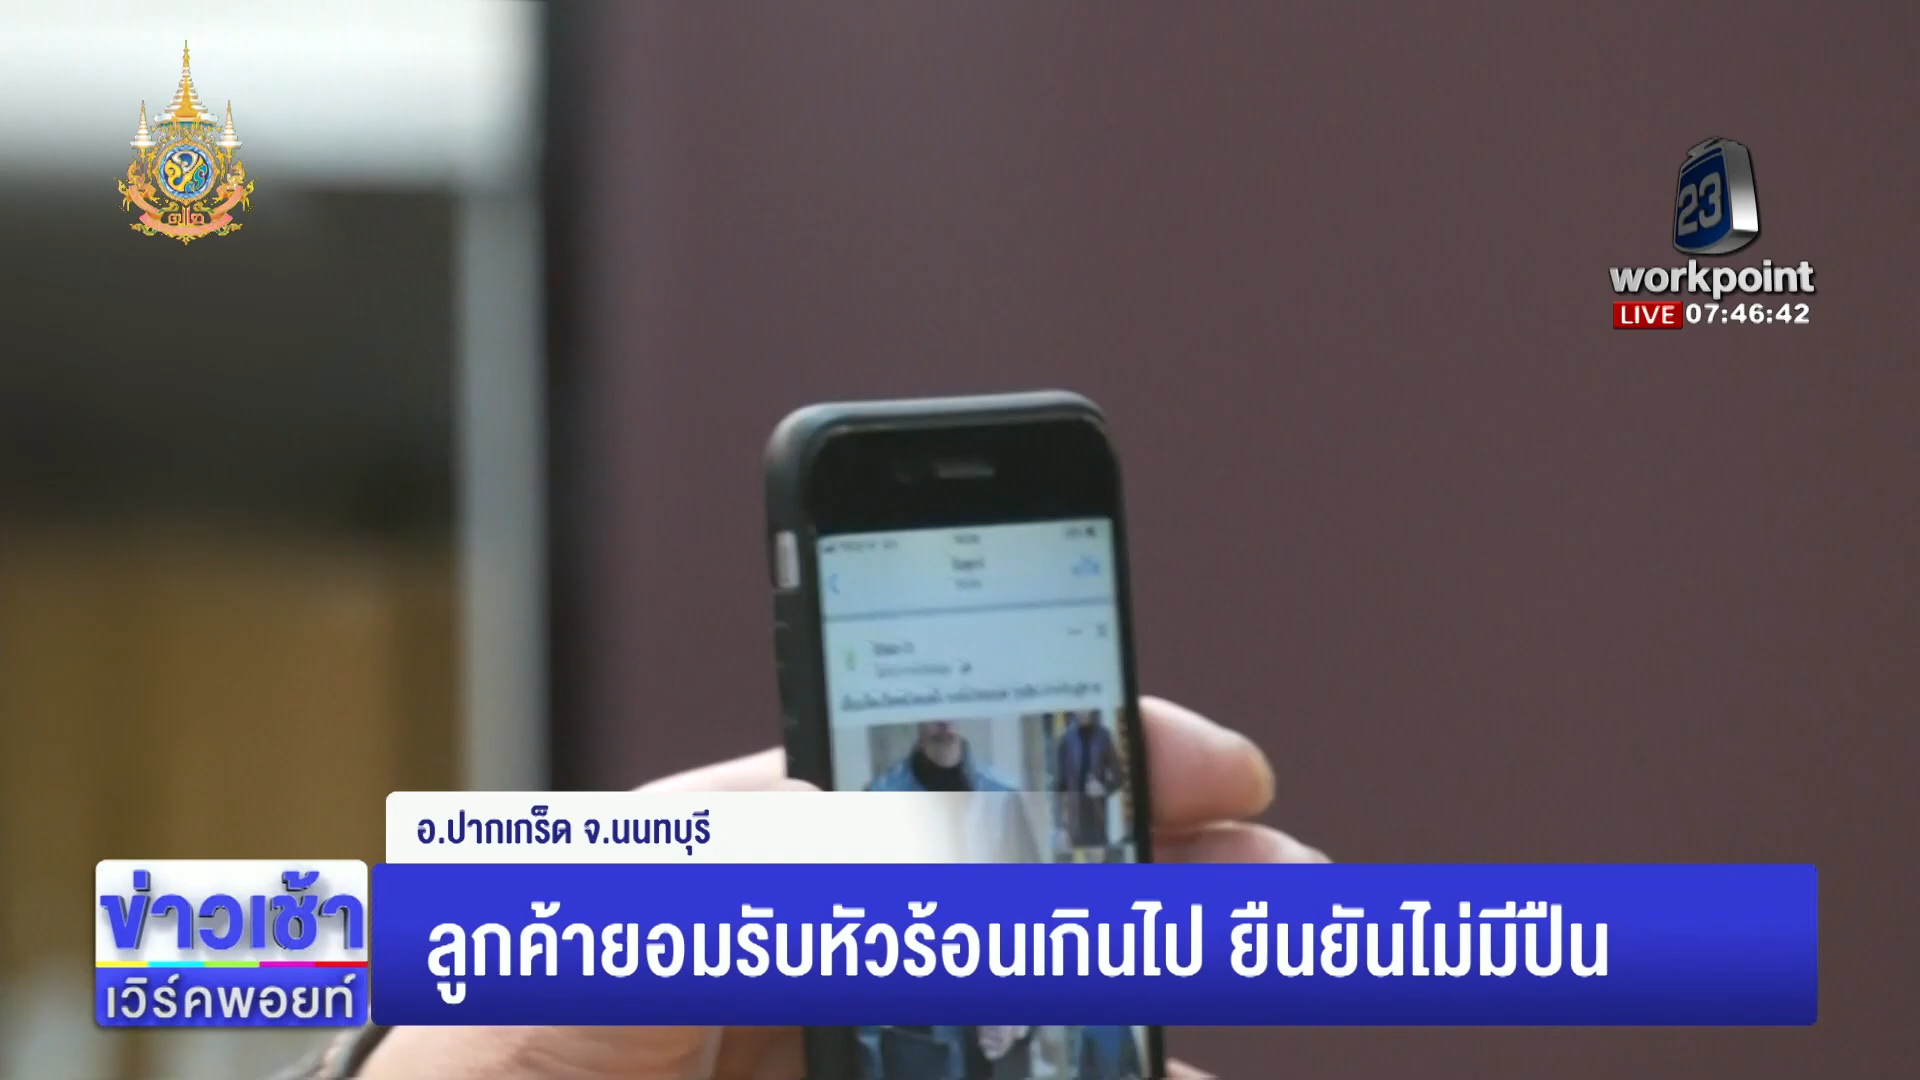 ๗๒
23
workpoint
LIVE 07:46:42
อ.ปากเกร็ด จ.นนทบุรี
ข่าวเช้า
เวิร์คพอยท์
ลูกค้ายอมรับหัวร้อนเกินไป ยืนยันไม่มีปืน